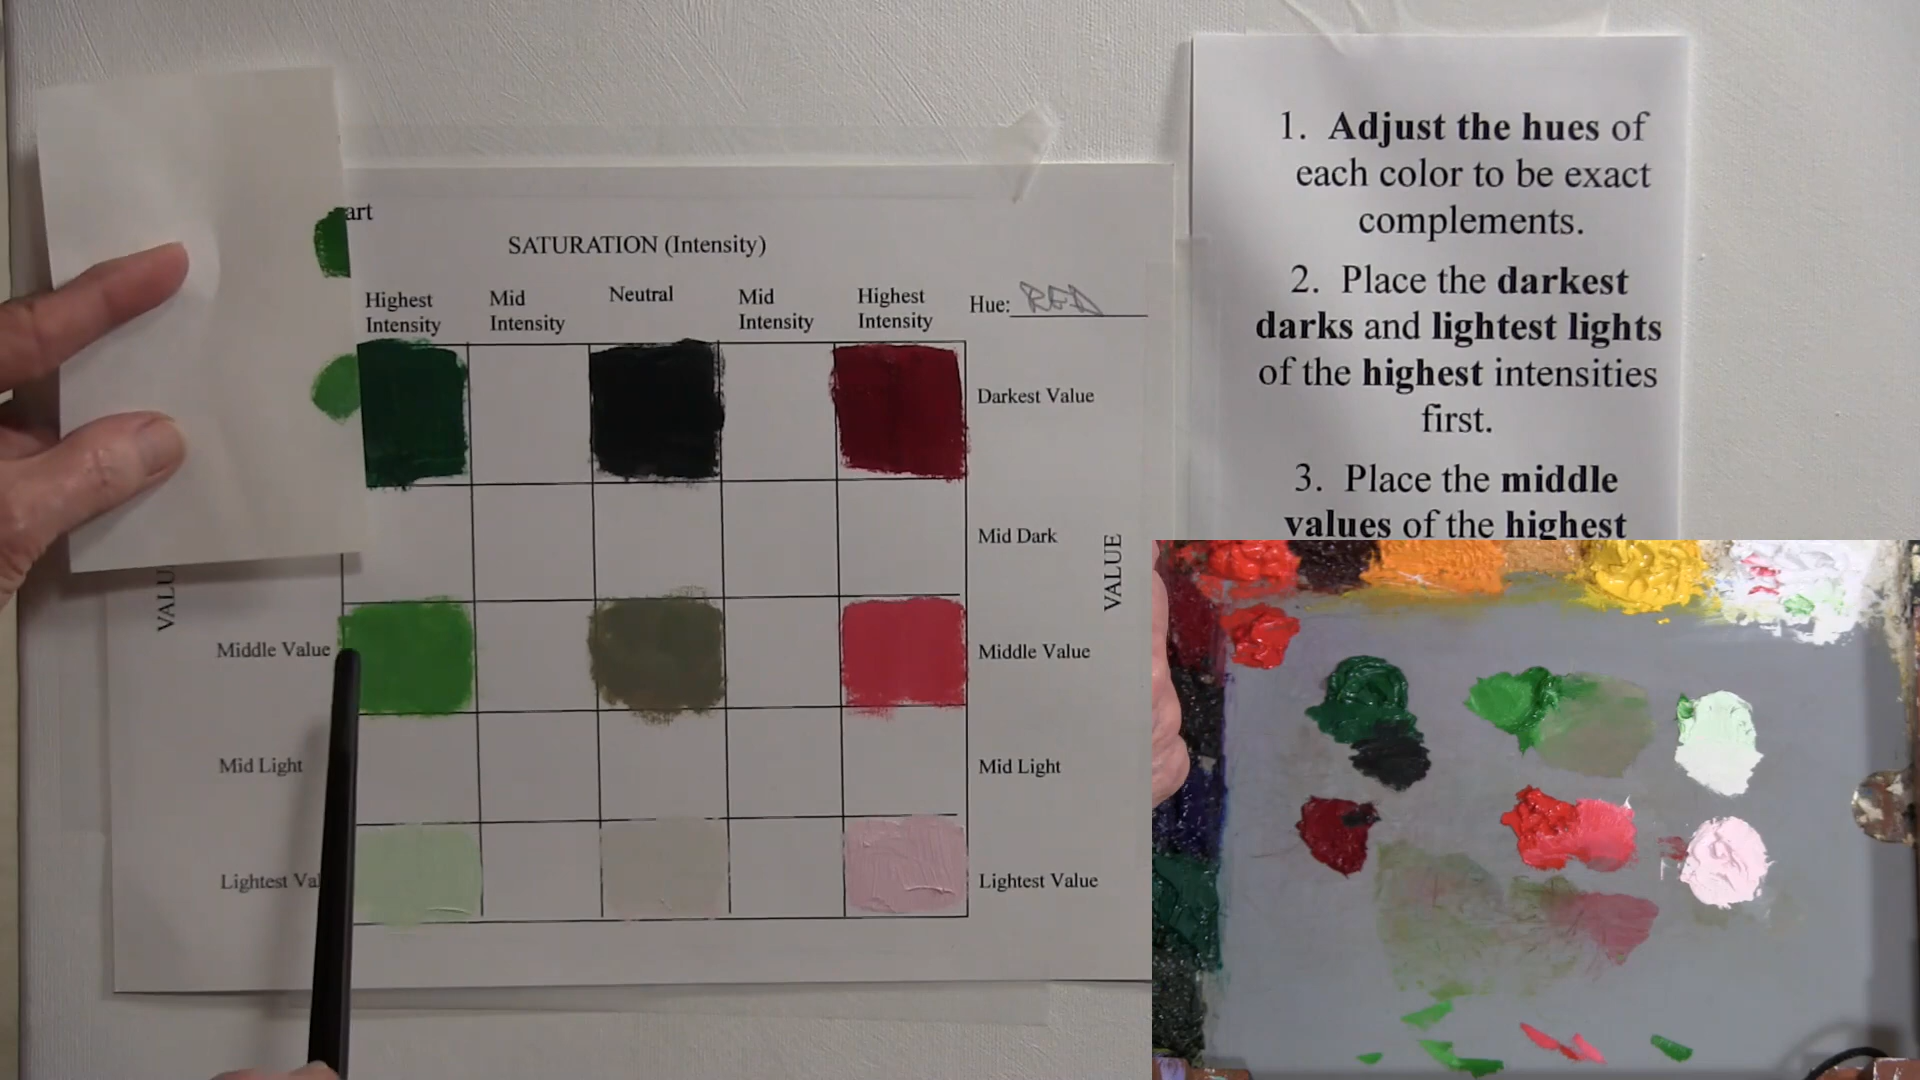 art
SATURATION (Intensity)
Highest Intensity
Mid Intensity
Neutral
Mid Intensity
Highest Intensity
Hue: RED
Darkest Value
Mid Dark
VALUE
Middle Value
Middle Value
Mid Light
Mid Light
Lightest Val
Lightest Value
VALU
1. Adjust the hues of
each color to be exact
complements.
2. Place the darkest
darks and lightest lights
of the highest intensities
first.
3. Place the middle
values of the highest